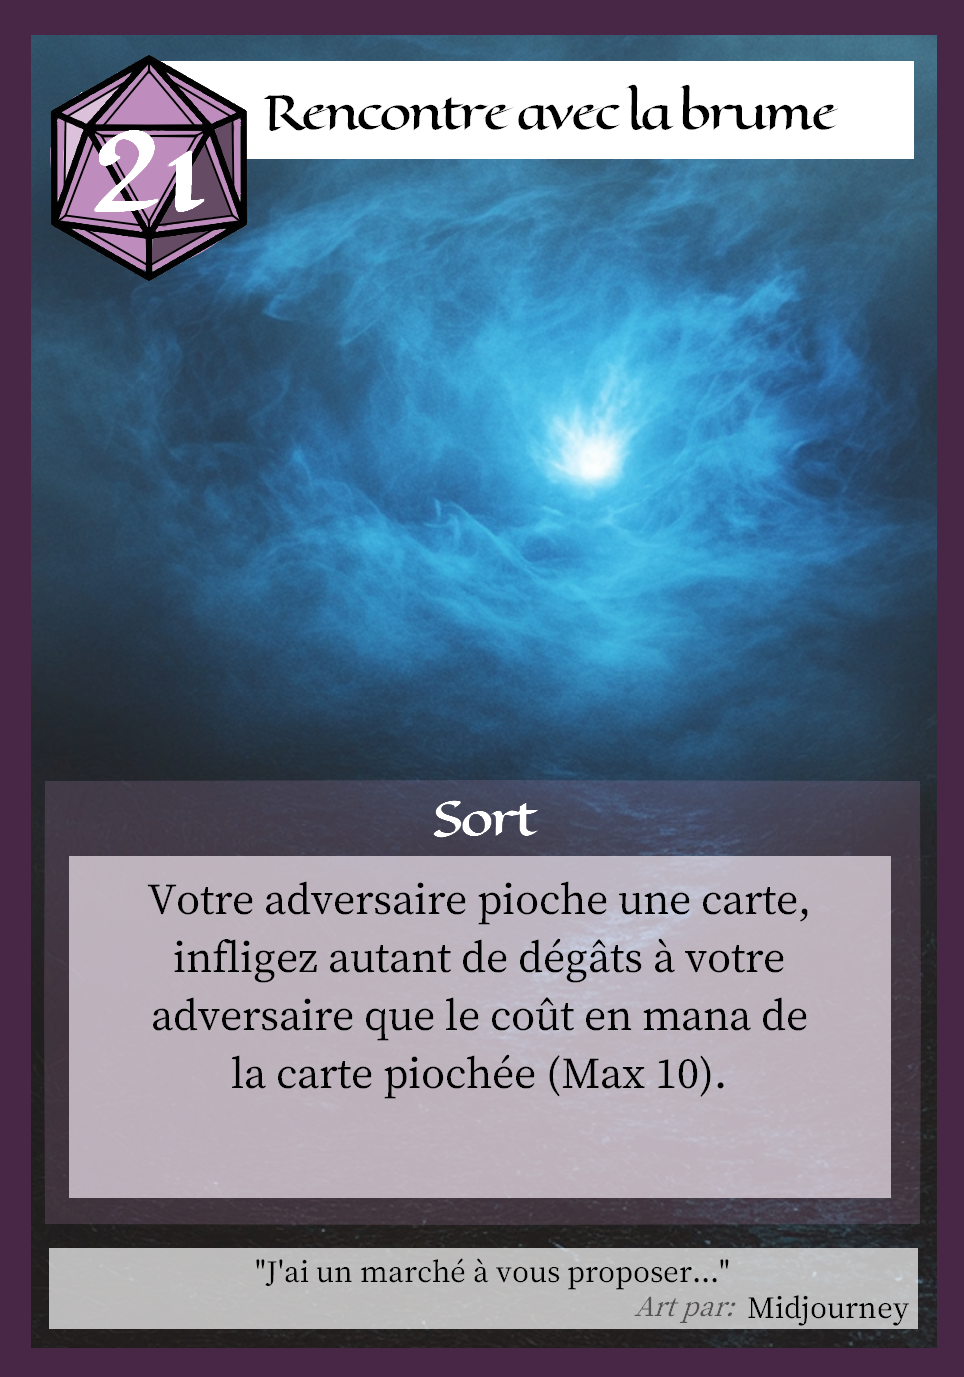 21
Rencontre avec la brume
Sort
Votre adversaire pioche une carte,
infligez autant de dégâts à votre
adversaire que le coût en mana de
la carte piochée (Max 10).
"J'ai un marché à vous proposer..."
Art par: Midjourney